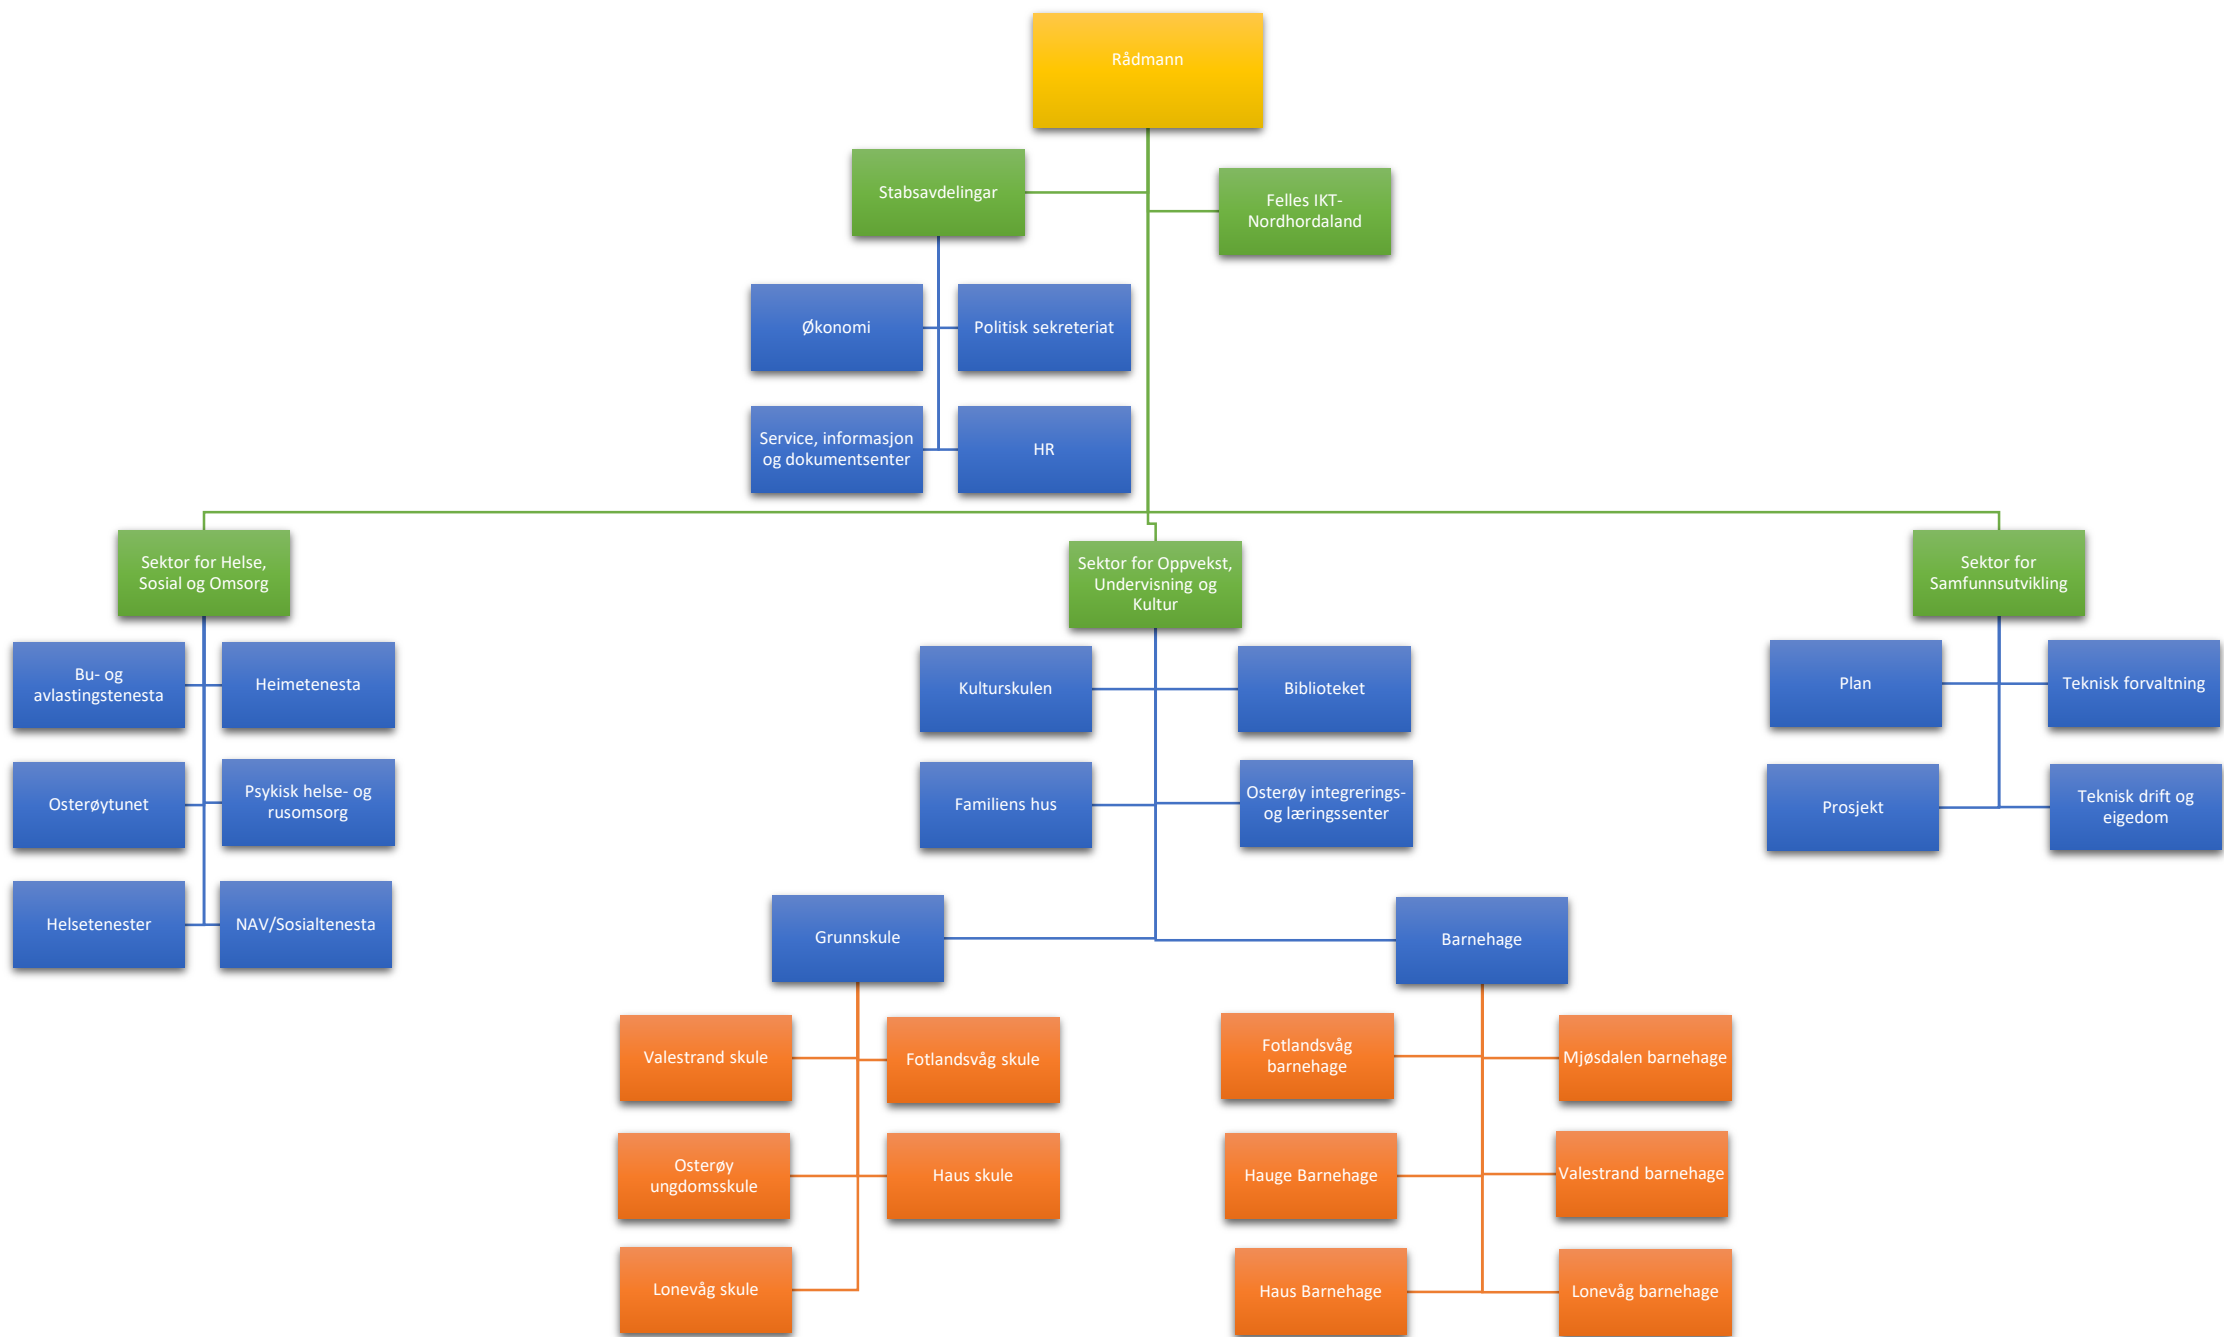 Rådmann
Stabsavdelingar
Felles IKT-
Nordhordaland
Økonomi
Politisk sekreteriat
Service, informasjon
og dokumentsenter
HR
Sektor for Helse,
Sosial og Omsorg
Sektor for Oppvekst,
Undervisning og
Kultur
Sektor for
Samfunnsutvikling
Bu- og
avlastingstenesta
Heimetenesta
Kulturskulen
Biblioteket
Plan
Teknisk forvaltning
Osterøytunet
Psykisk helse- og
rusomsorg
Familiens hus
Osterøy integrerings-
og læringssenter
Prosjekt
Teknisk drift og
eigedom
Helsetenester
NAV/Sosialtenesta
Grunnskule
Barnehage
Valestrand skule
Fotlandsvåg skule
Fotlandsvåg
barnehage
Mjøsdalen barnehage
Osterøy
ungdomsskule
Haus skule
Hauge Barnehage
Valestrand barnehage
Lonevåg skule
Haus Barnehage
Lonevåg barnehage